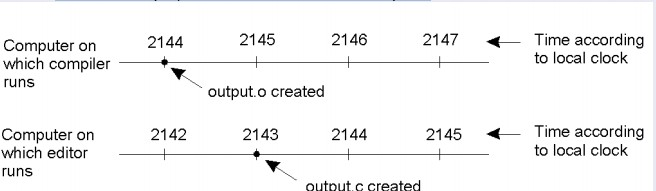 2144 2145 2146 2147
Computer on
which compiler
runs
Time according
to local clock
output.o created
2142 2143 2144 2145
Computer on
which editor
runs
Time according
to local clock
output.c created